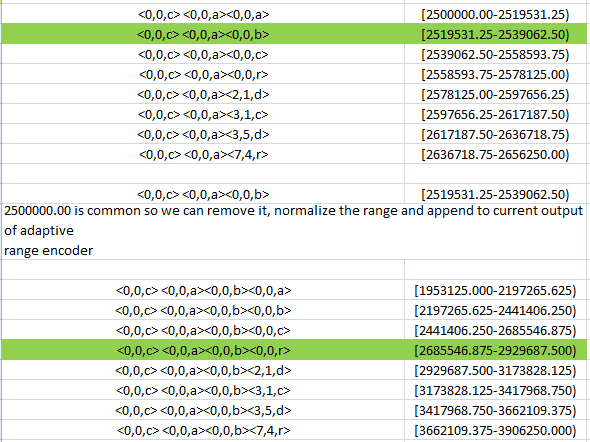 <0,0,c> <0,0,a><0,0,a> [2500000.00-2519531.25)
<0,0,c> <0,0,a><0,0,b> [2519531.25-2539062.50)
<0,0,c> <0,0,a><0,0,c> [2539062.50-2558593.75)
<0,0,c> <0,0,a><0,0,r> [2558593.75-2578125.00)
<0,0,c> <0,0,a><2,1,d> [2578125.00-2597656.25)
<0,0,c> <0,0,a><3,1,c> [2597656.25-2617187.50)
<0,0,c> <0,0,a><3,5,d> [2617187.50-2636718.75)
<0,0,c> <0,0,a><7,4,r> [2636718.75-2656250.00)
<0,0,c> <0,0,a><0,0,b> [2519531.25-2539062.50)
2500000.00 is common so we can remove it, normalize the range and append to current output
of adaptive
range encoder
<0,0,c> <0,0,a><0,0,b><0,0,a> [1953125.000-2197265.625)
<0,0,c> <0,0,a><0,0,b><0,0,b> [2197265.625-2441406.250)
<0,0,c> <0,0,a><0,0,b><0,0,c> [2441406.250-2685546.875)
<0,0,c> <0,0,a><0,0,b><0,0,r> [2685546.875-2929687.500)
<0,0,c> <0,0,a><0,0,b><2,1,d> [2929687.500-3173828.125)
<0,0,c> <0,0,a><0,0,b><3,1,c> [3173828.125-3417968.750)
<0,0,c> <0,0,a><0,0,b><3,5,d> [3417968.750-3662109.375)
<0,0,c> <0,0,a><0,0,b><7,4,r> [3662109.375-3906250.000)